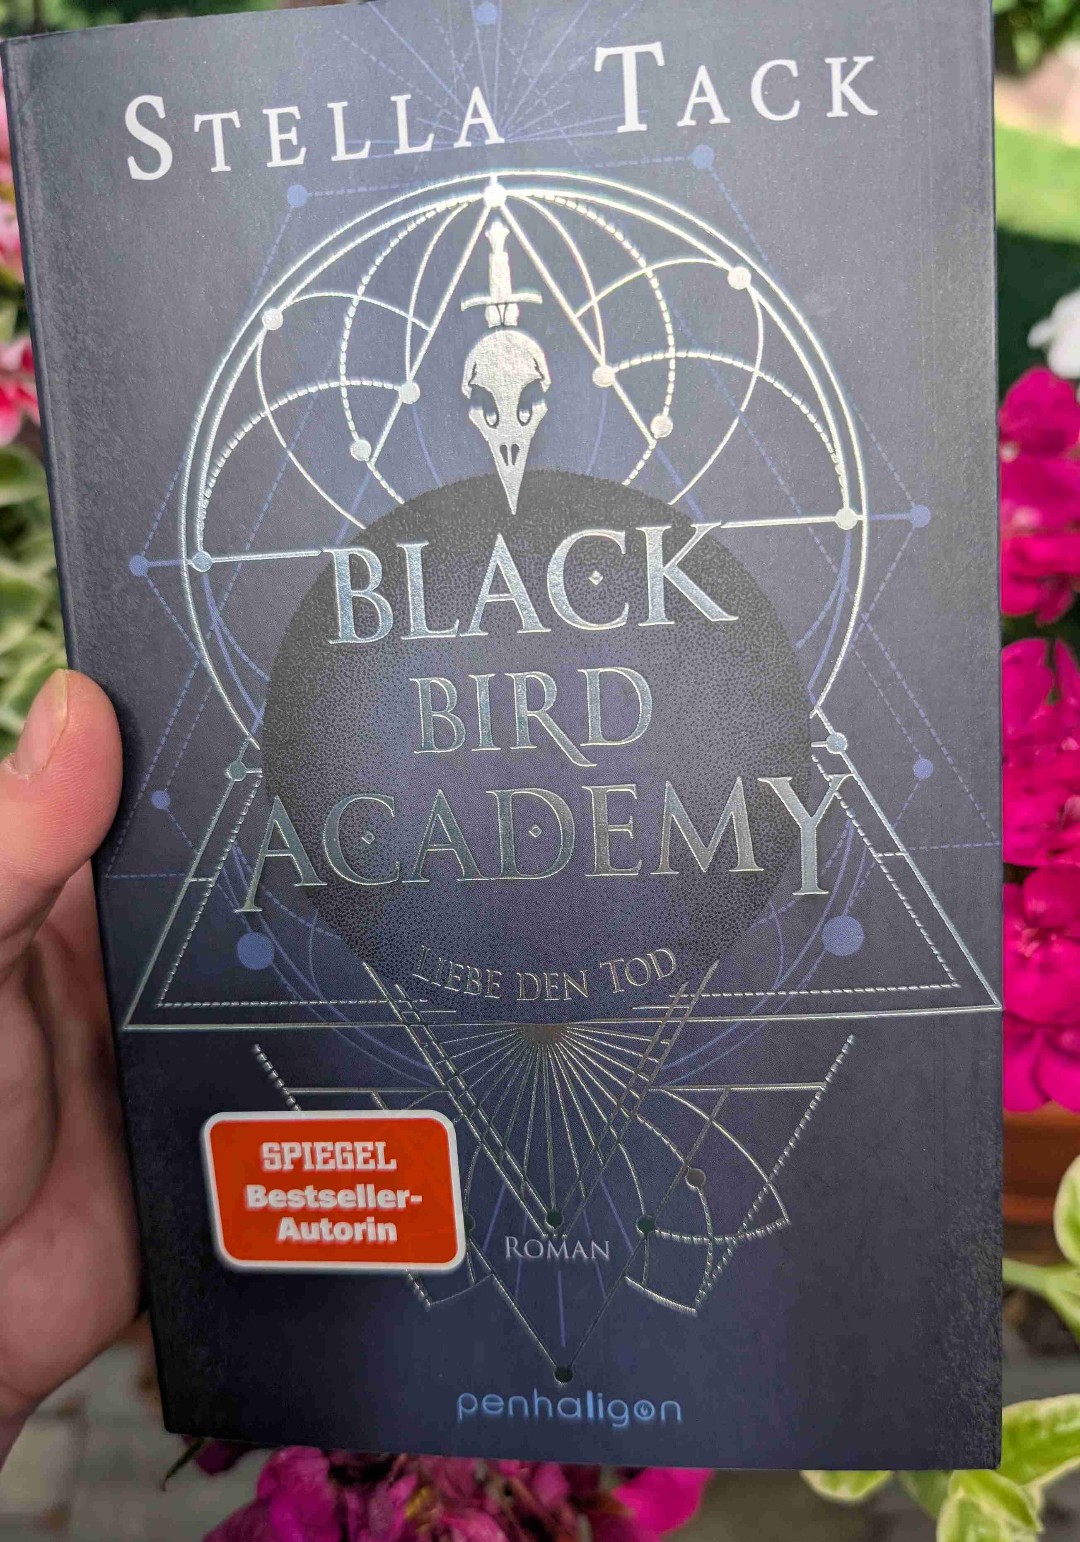 STELLA TACK
BLACK
BIRD
ACADEMY
LIEBE DEN TOD
SPIEGEL
Bestseller-
Autorin
ROMAN
penhaligon